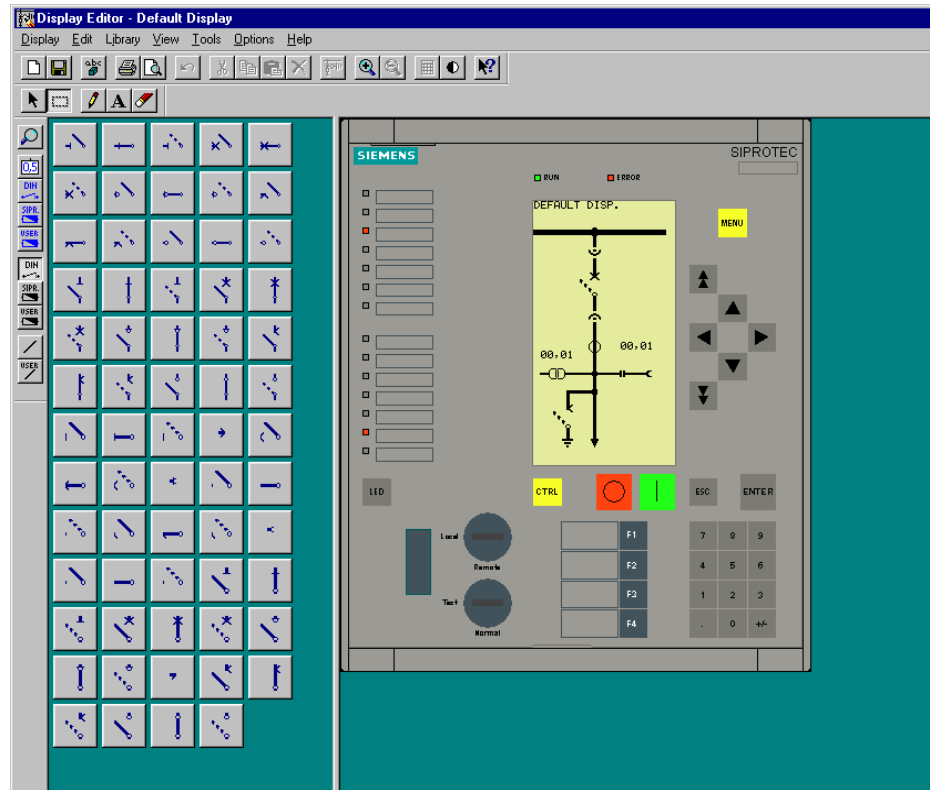 Display Editor - Default Display
Display Edit Library View Tools Options Help
abc
A
0,5
DIN
SIPR.
USER
DIN
SIPR.
USER
USER
SIEMENS
SIPROTEC
RUN ERROR
DEFAULT DISP.
MENU
00,01 00,01
LED CTRL ESC ENTER
F1 7 8 9
Local
Remote F2 4 5 6
F3 1 2 3
Test
Normal F4 . 0 +/-